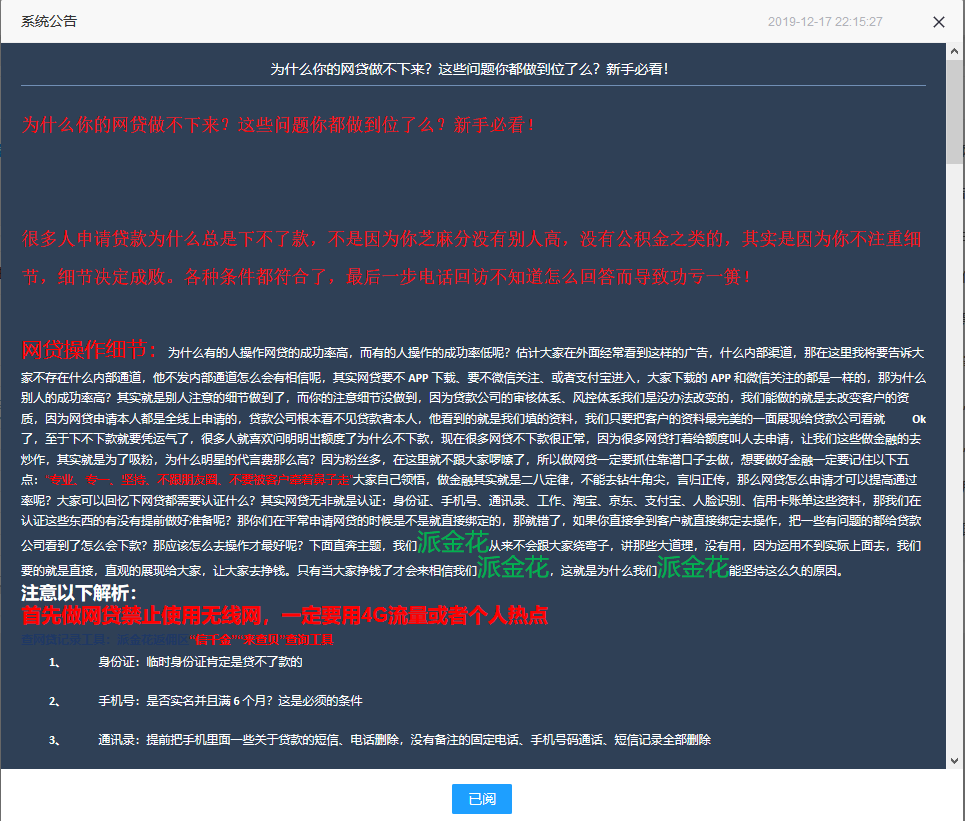 系统公告
2019-12-17 22:15:27
为什么你的网贷做不下来？这些问题你都做到位了么？新手必看！
为什么你的网贷做不下来？这些问题你都做到位了么？新手必看！
很多人申请贷款为什么总是下不了款，不是因为你芝麻分没有别人高，没有公积金之类的，其实是因为你不注重细
节，细节决定成败。各种条件都符合了，最后一步电话回访不知道怎么回答而导致功亏一篑！
网贷操作细节：为什么有的人操作网贷的成功率高，而有的人操作的成功率低呢？估计大家在外面经常看到这样的广告，什么内部渠道，那在这里我将要告诉大
家不存在什么内部通道，他不发内部通道怎么会有相信呢，其实网贷要不 APP 下载、要不微信关注、或者支付宝进入，大家下载的 APP 和微信关注的都是一样的，那为什么
别人的成功率高？其实就是别人注意的细节做到了，而你的注意细节没做到，因为贷款公司的审核体系、风控体系我们是没办法改变的，我们能做的就是去改变客户的资
质，因为网贷申请本人都是全线上申请的，贷款公司根本看不见贷款者本人，他看到的就是我们填的资料，我们只要把客户的资料最完美的一面展现给贷款公司看就 Ok
了，至于下不下款就要凭运气了，很多人就喜欢问明明出额度了为什么不下款，现在很多网贷不下款很正常，因为很多网贷打着给额度叫人去申请，让我们这些做金融的去
炒作，其实就是为了吸粉，为什么明星的代言费那么高？因为粉丝多，在这里就不跟大家啰嗦了，所以做网贷一定要抓住靠谱口子去做，想要做好金融一定要记住以下五
点：“专业、专一、坚持、不跟朋友网、不要被客户牵着鼻子走”大家自己领悟，做金融其实就是二八定律，不能去钻牛角尖，言归正传，那么网贷怎么申请才可以提高通过
率呢？大家可以回忆下网贷都需要认证什么？其实网贷无非就是认证：身份证、手机号、通讯录、工作、淘宝、京东、支付宝、人脸识别、信用卡账单这些资料，那我们在
认证这些东西的有没有提前做好准备呢？那你们在平常申请网贷的时候是不是就直接绑定的，那就错了，如果你直接拿到客户就直接绑定去操作，把一些有问题的都给贷款
公司看到了怎么会下款？那应该怎么去操作才最好呢？下面直奔主题，我们派金花从来不会跟大家绕弯子，讲那些大道理，没有用，因为运用不到实际上面去，我们
要的就是直接，直观的展现给大家，让大家去挣钱。只有当大家挣钱了才会来相信我们派金花，这就是为什么我们派金花能坚持这么久的原因。
注意以下解析：
首先做网贷禁止使用无线网，一定要用4G流量或者个人热点
“信千金”“来查贝”查询工具
1、 身份证：临时身份证肯定是贷不了款的
2、 手机号：是否实名并且满 6 个月？这是必须的条件
3、 通讯录：提前把手机里面一些关于贷款的短信、电话删除，没有备注的固定电话、手机号码通话、短信记录全部删除
已阅